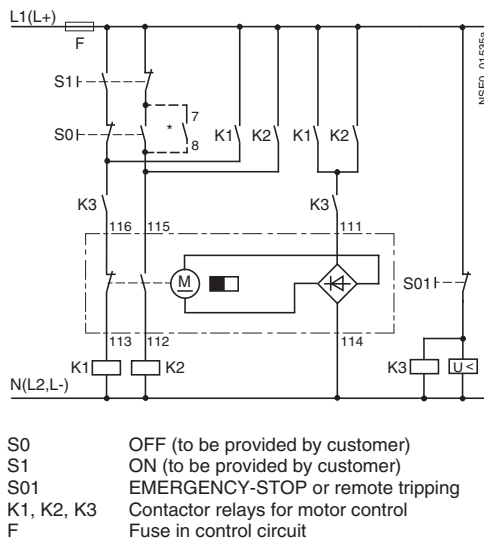 L1(L+)
F
NSE0_01535a
S1
7
S0
*
K1
K2
K1
K2
8
K3
K3
116
115
111
M
S01
113
112
114
K1
K2
K3
U<
N(L2,L-)
S0 OFF (to be provided by customer)
S1 ON (to be provided by customer)
S01 EMERGENCY-STOP or remote tripping
K1, K2, K3 Contactor relays for motor control
F Fuse in control circuit